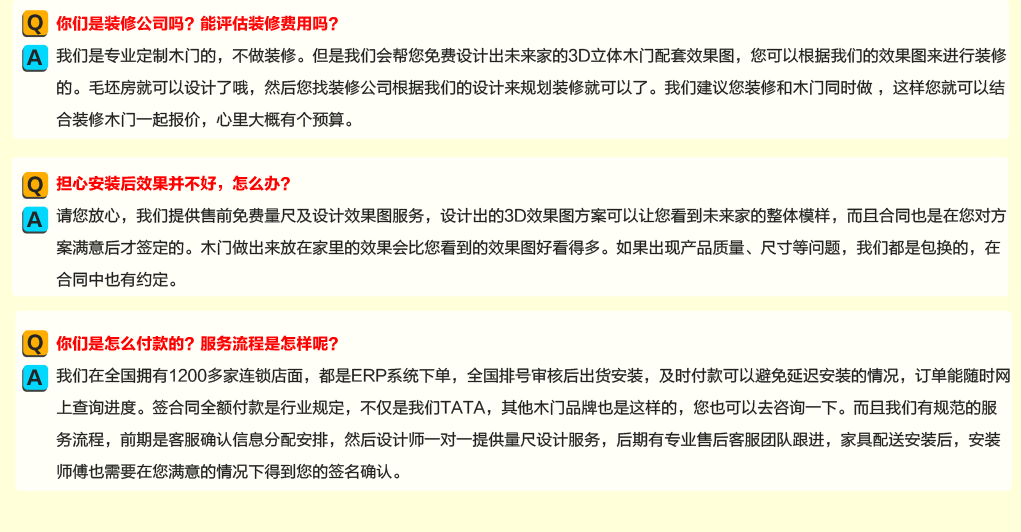 Q 你们是装修公司吗？能评估装修费用吗？
A 我们是专业定制木门的，不做装修。但是我们会帮您免费设计出未来家的3D立体木门配套效果图，您可以根据我们的效果图来进行装修
的。毛坯房就可以设计了哦，然后您找装修公司根据我们的设计来规划装修就可以了。我们建议您装修和木门同时做 ，这样您就可以结
合装修木门一起报价，心里大概有个预算。
Q 担心安装后效果并不好，怎么办？
A 请您放心，我们提供售前免费量尺及设计效果图服务，设计出的3D效果图方案可以让您看到未来家的整体模样，而且合同也是在您对方
案满意后才签定的。木门做出来放在家里的效果会比您看到的效果图好看得多。如果出现产品质量、尺寸等问题，我们都是包换的，在
合同中也有约定。
Q 你们是怎么付款的？服务流程是怎样呢？
A 我们在全国拥有1200多家连锁店面，都是ERP系统下单，全国排号审核后出货安装，及时付款可以避免延迟安装的情况，订单能随时网
上查询进度。签合同全额付款是行业规定，不仅是我们TATA，其他木门品牌也是这样的，您也可以去咨询一下。而且我们有规范的服
务流程，前期是客服确认信息分配安排，然后设计师一对一提供量尺设计服务，后期有专业售后客服团队跟进，家具配送安装后，安装
师傅也需要在您满意的情况下得到您的签名确认。